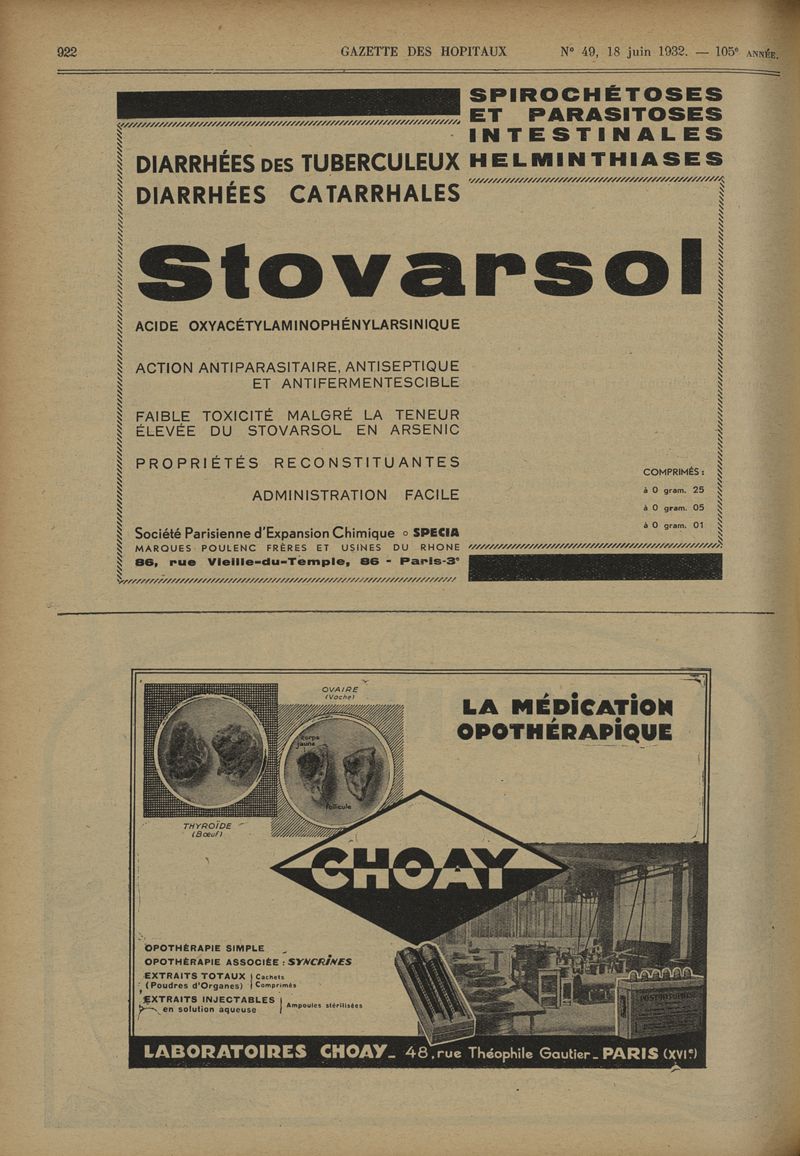 922
GAZETTE DES HOPITAUX
N° 49, 18 juin 1932. — 105e ANNÉE.
SPIROCHÉTOSES
ET PARASITOSES
INTESTINALES
HELMINTHIASES
DIARRHÉES DES TUBERCULEUX
DIARRHÉES CATARRHALES
Stovarsol
ACIDE OXYACÉTYLAMINOPHÉNYLARSINIQUE
ACTION ANTIPARASITAIRE, ANTISEPTIQUE
ET ANTIFERMENTESCIBLE
FAIBLE TOXICITÉ MALGRÉ LA TENEUR
ÉLEVÉE DU STOVARSOL EN ARSENIC
PROPRIÉTÉS RECONSTITUANTES
ADMINISTRATION FACILE
COMPRIMÉS :
à 0 gram. 25
à 0 gram. 05
à 0 gram. 01
Société Parisienne d'Expansion Chimique o SPECIA
MARQUES POULENC FRÈRES ET USINES DU RHONE
86, rue Vieille-du-Temple, 86 - Paris-3e
OVAIRE
(Vache)
corps
jaune
follicule
THYROÏDE
(Bœuf)
LA MÉDICATION
OPOTHÉRAPIQUE
CHOAY
OPOTHÉRAPIE SIMPLE
OPOTHÉRAPIE ASSOCIÉE : SYNCRINES
EXTRAITS TOTAUX | Cachets
(Poudres d'Organes) | Comprimés
EXTRAITS INJECTABLES
en solution aqueuse
Ampoules stérilisées
LABORATOIRES CHOAY_ 48, rue Théophile Gautier_ PARIS (XVIe)